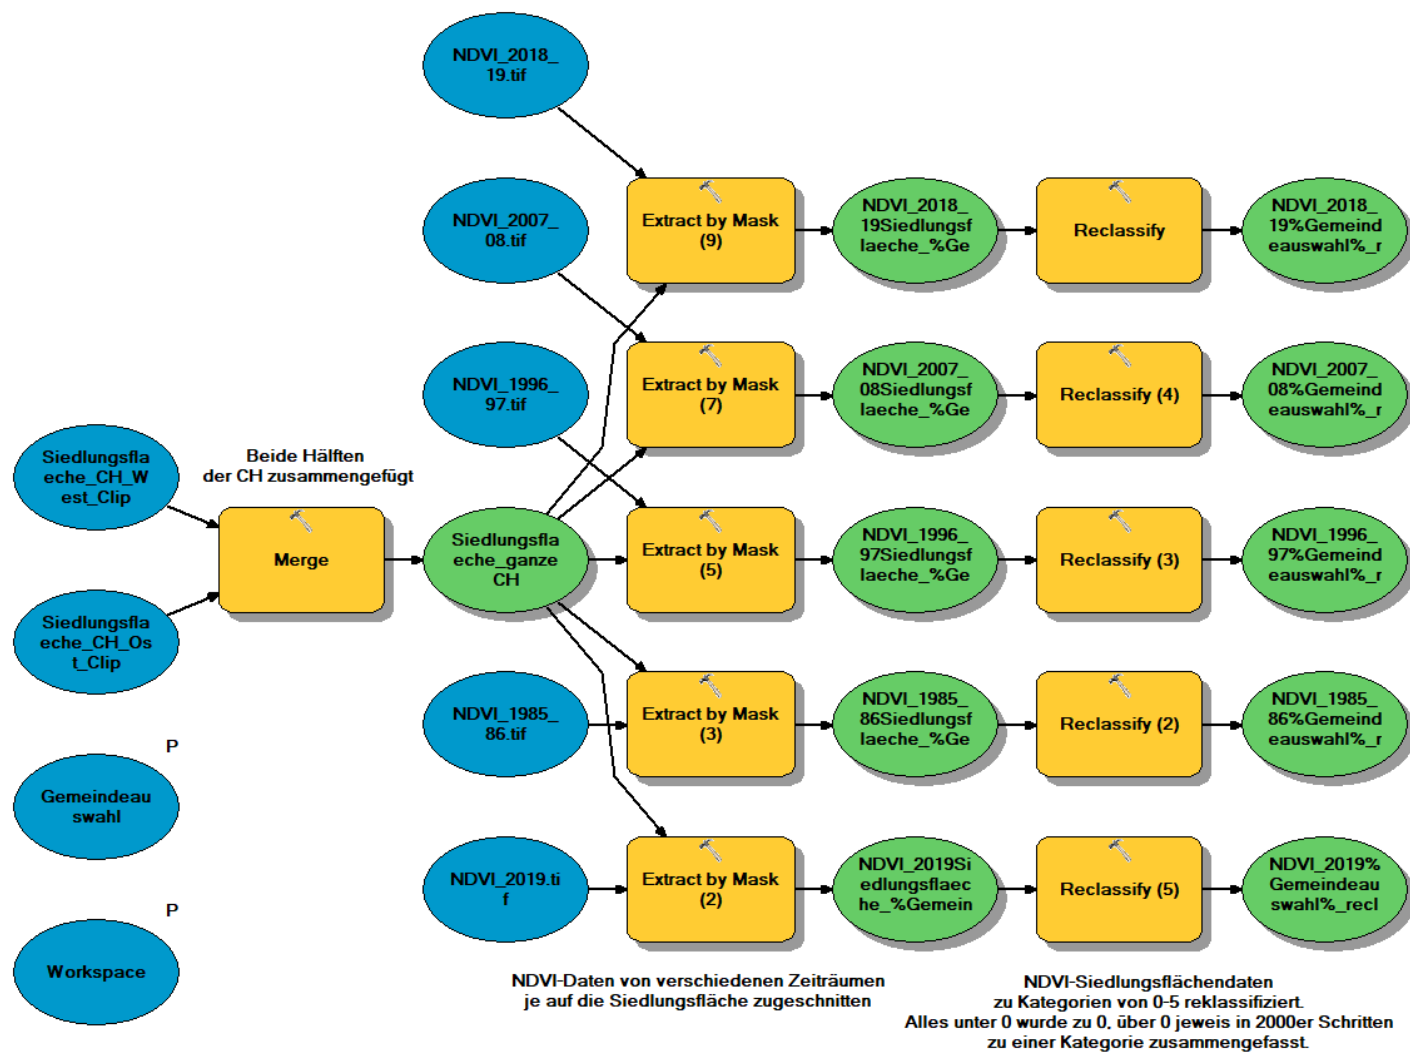 NDVI_2018_
19.tif
NDVI_2007_
08.tif
NDVI_1996_
97.tif
Siedlungsfla
eche_CH_W
est_Clip
Siedlungsfla
eche_CH_Os
t_Clip
P
Gemeindeau
swahl
P
Workspace
Beide Hälften
der CH zusammengefügt
Merge
Siedlungsfla
eche_ganze
CH
NDVI_1985_
86.tif
NDVI_2019.ti
f
Extract by Mask
(9)
NDVI_2018_
19Siedlungsf
laeche_%Ge
Reclassify
NDVI_2018_
19%Gemeind
eauswahl%_r
Extract by Mask
(7)
NDVI_2007_
08Siedlungsf
laeche_%Ge
Reclassify (4)
NDVI_2007_
08%Gemeind
eauswahl%_r
Extract by Mask
(5)
NDVI_1996_
97Siedlungsf
laeche_%Ge
Reclassify (3)
NDVI_1996_
97%Gemeind
eauswahl%_r
Extract by Mask
(3)
NDVI_1985_
86Siedlungsf
laeche_%Ge
Reclassify (2)
NDVI_1985_
86%Gemeind
eauswahl%_r
Extract by Mask
(2)
NDVI_2019Si
edlungsflaec
he_%Gemein
Reclassify (5)
NDVI_2019%
Gemeindeau
swahl%_recl
NDVI-Daten von verschiedenen Zeiträumen
je auf die Siedlungsfläche zugeschnitten
NDVI-Siedlungsflächendaten
zu Kategorien von 0-5 reklassifiziert.
Alles unter 0 wurde zu 0, über 0 jeweis in 2000er Schritten
zu einer Kategorie zusammengefasst.